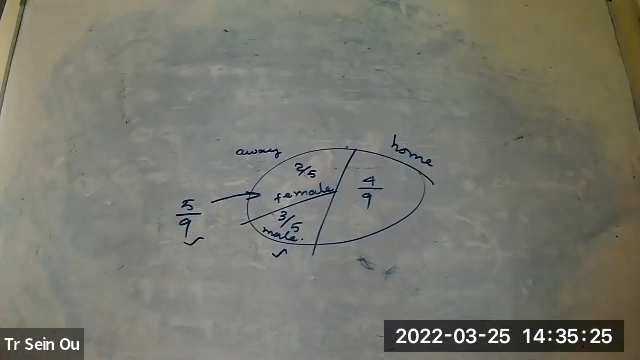 away
home
2/5
female
4/9
5/9
3/5
male.
Tr Sein Ou
2022-03-25 14:35:25